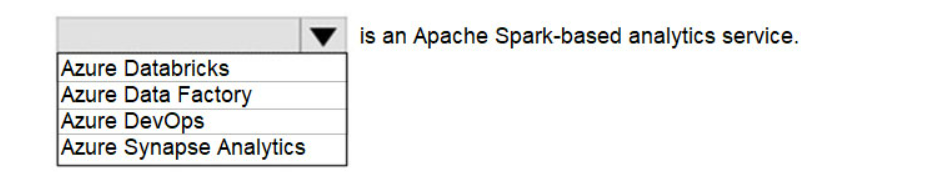 is an Apache Spark-based analytics service.
Azure Databricks
Azure Data Factory
Azure DevOps
Azure Synapse Analytics